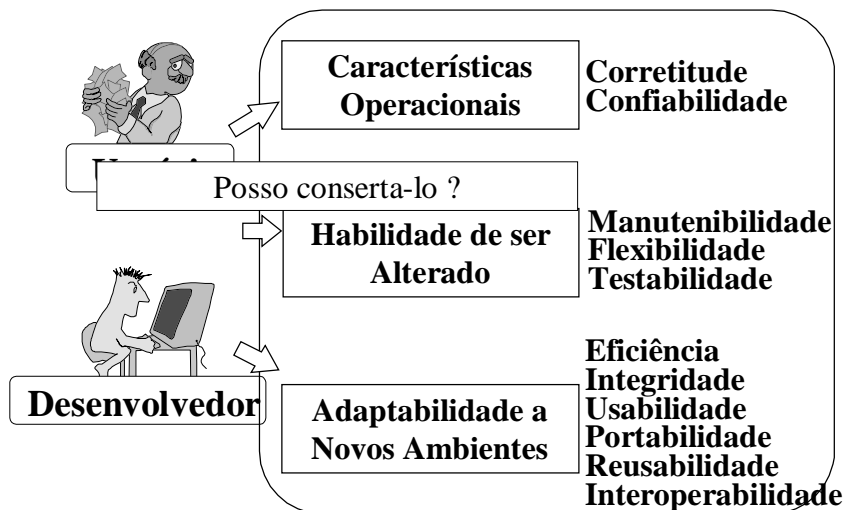 Características
Operacionais
Corretitude
Confiabilidade
Posso conserta-lo ?
Habilidade de ser
Alterado
Manutenibilidade
Flexibilidade
Testabilidade
Desenvolvedor
Adaptabilidade a
Novos Ambientes
Eficiência
Integridade
Usabilidade
Portabilidade
Reusabilidade
Interoperabilidade